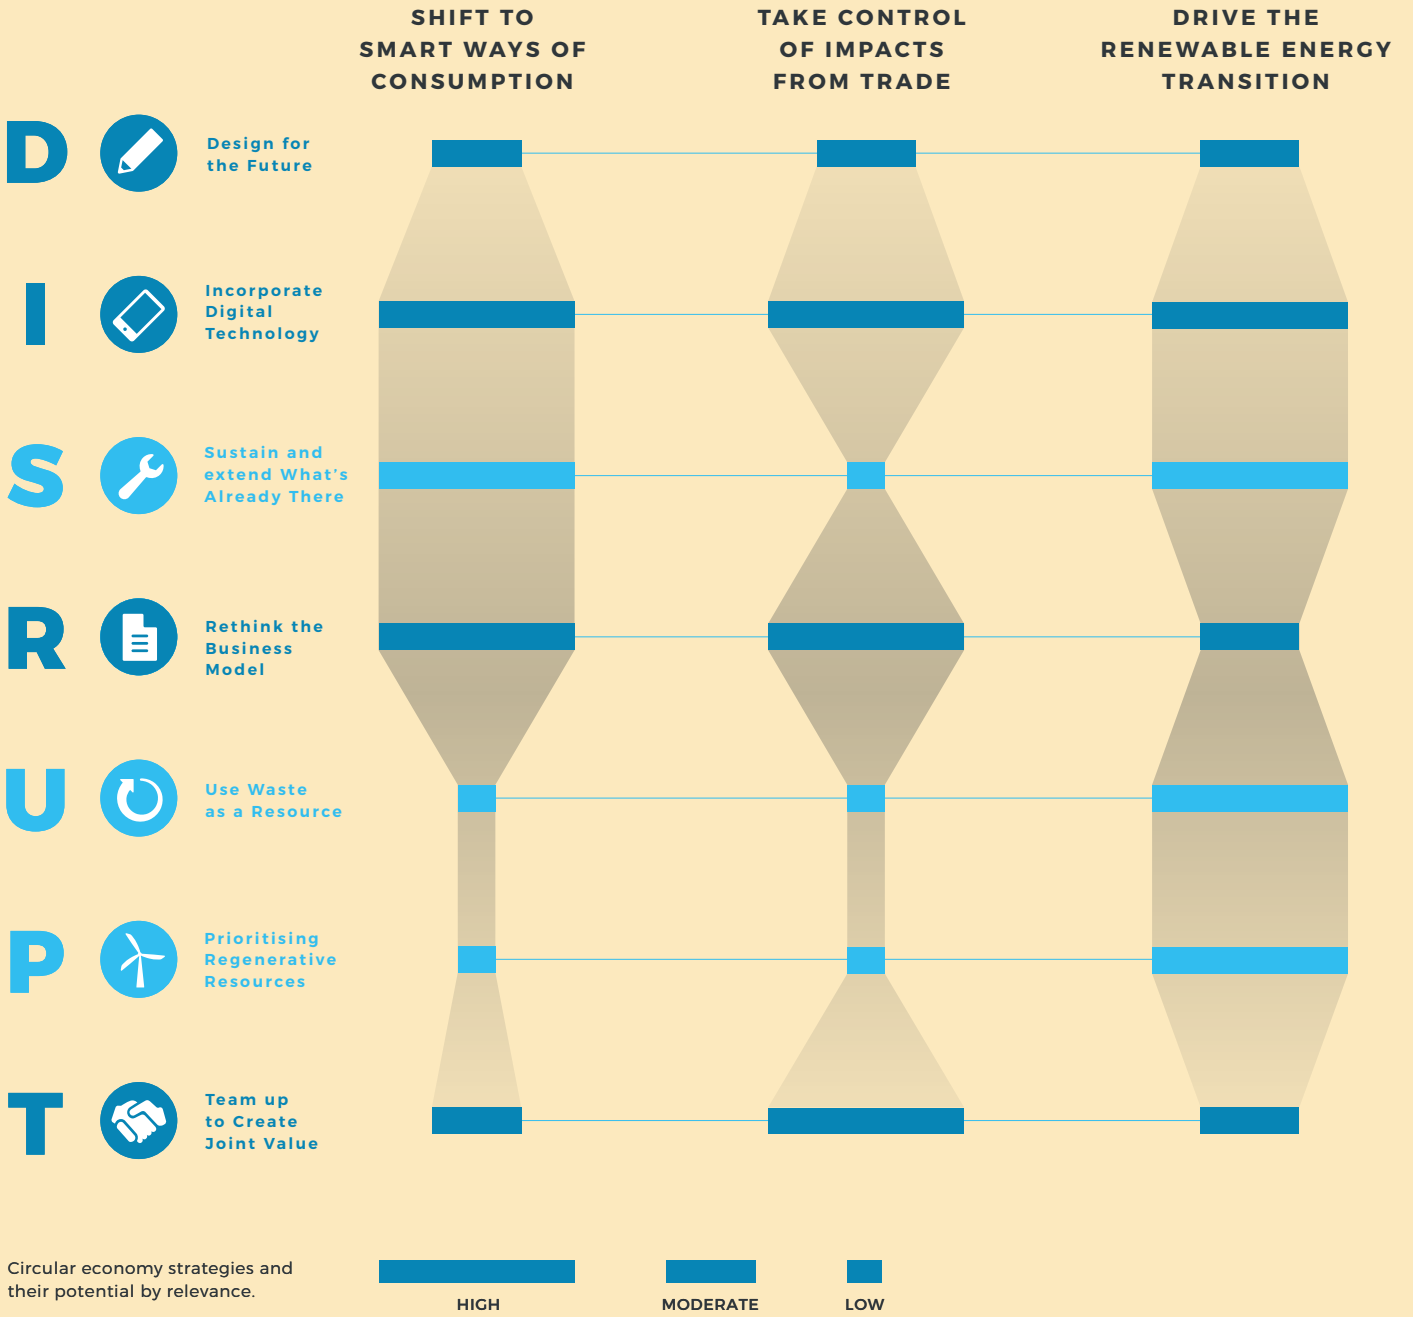 SHIFT TO
SMART WAYS OF
CONSUMPTION
TAKE CONTROL
OF IMPACTS
FROM TRADE
DRIVE THE
RENEWABLE ENERGY
TRANSITION
D
Design for
the Future
I
Incorporate
Digital
Technology
S
Sustain and
extend What's
Already There
R
Rethink the
Business
Model
U
Use Waste
as a Resource
P
Prioritising
Regenerative
Resources
T
Team up
to Create
Joint Value
Circular economy strategies and
their potential by relevance.
HIGH
MODERATE
LOW